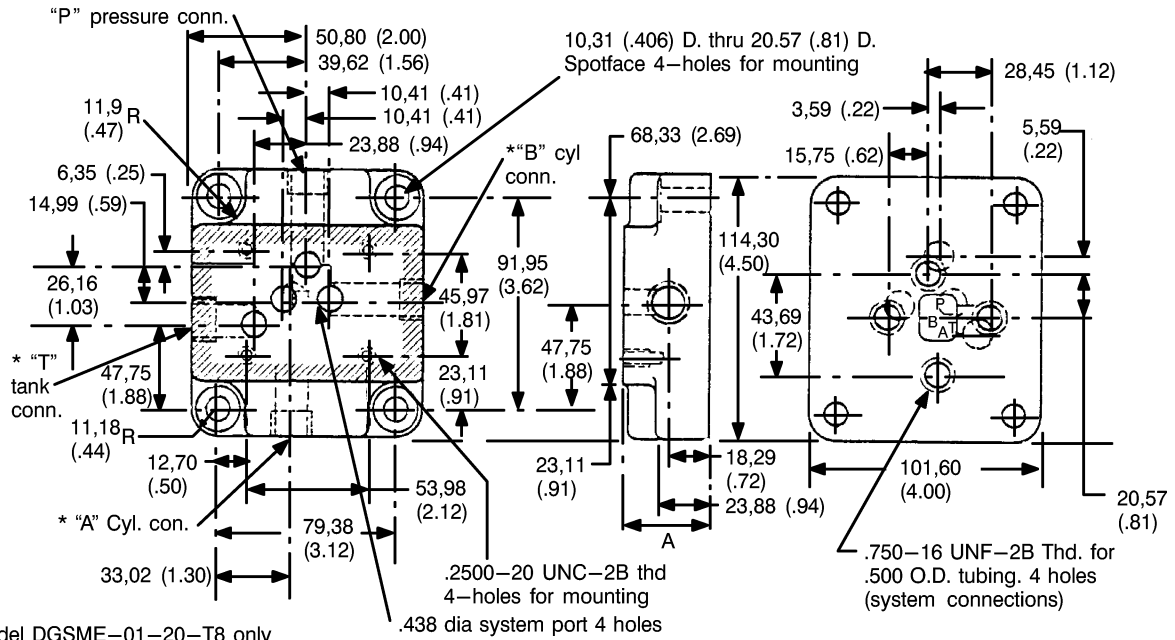 “P” pressure conn.
50,80 (2.00)
39,62 (1.56)
10,41 (.41)
10,41 (.41)
23,88 (.94)
11,9 R
(.47)
6,35 (.25)
14,99 (.59)
26,16
(1.03)
* “T”
tank
conn.
47,75
(1.88)
11,18 R
(.44)
12,70
(.50)
* “A” Cyl. con.
33,02 (1.30)
79,38
(3.12)
53,98
(2.12)
10,31 (.406) D. thru 20.57 (.81) D.
Spotface 4–holes for mounting
*“B” cyl
conn.
91,95
(3.62)
45,97
(1.81)
23,11
(.91)
.2500–20 UNC–2B thd
4–holes for mounting
.438 dia system port 4 holes
68,33 (2.69)
47,75
(1.88)
23,11
(.91)
114,30
(4.50)
18,29
(.72)
23,88 (.94)
A
28,45 (1.12)
3,59 (.22)
15,75 (.62)
5,59
(.22)
43,69
(1.72)
P
B
A
T
101,60
(4.00)
20,57
(.81)
.750–16 UNF–2B Thd. for
.500 O.D. tubing. 4 holes
(system connections)
del DGSME–01–20–T8 only